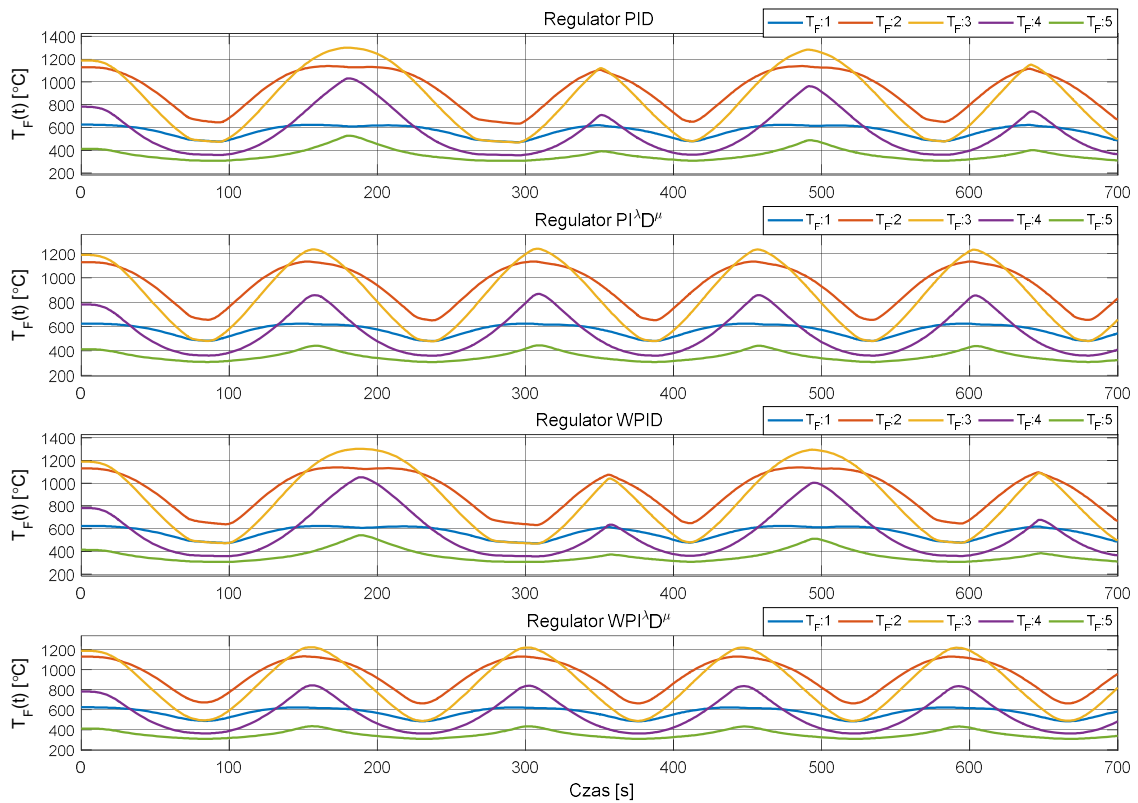 Regulator PID
T_F:1 T_F:2 T_F:3 T_F:4 T_F:5
T_F(t) [°C]
1400
1200
1000
800
600
400
200
0 100 200 300 400 500 600 700
Regulator PI^λD^μ
T_F:1 T_F:2 T_F:3 T_F:4 T_F:5
T_F(t) [°C]
1200
1000
800
600
400
200
0 100 200 300 400 500 600 700
Regulator WPID
T_F:1 T_F:2 T_F:3 T_F:4 T_F:5
T_F(t) [°C]
1400
1200
1000
800
600
400
200
0 100 200 300 400 500 600 700
Regulator WPI^λD^μ
T_F:1 T_F:2 T_F:3 T_F:4 T_F:5
T_F(t) [°C]
1200
1000
800
600
400
200
0 100 200 300 400 500 600 700
Czas [s]